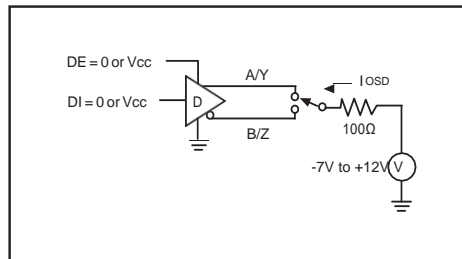 DE = 0 or Vcc
A/Y
IOSD
DI = 0 or Vcc
D
100Ω
B/Z
-7V to +12V
V